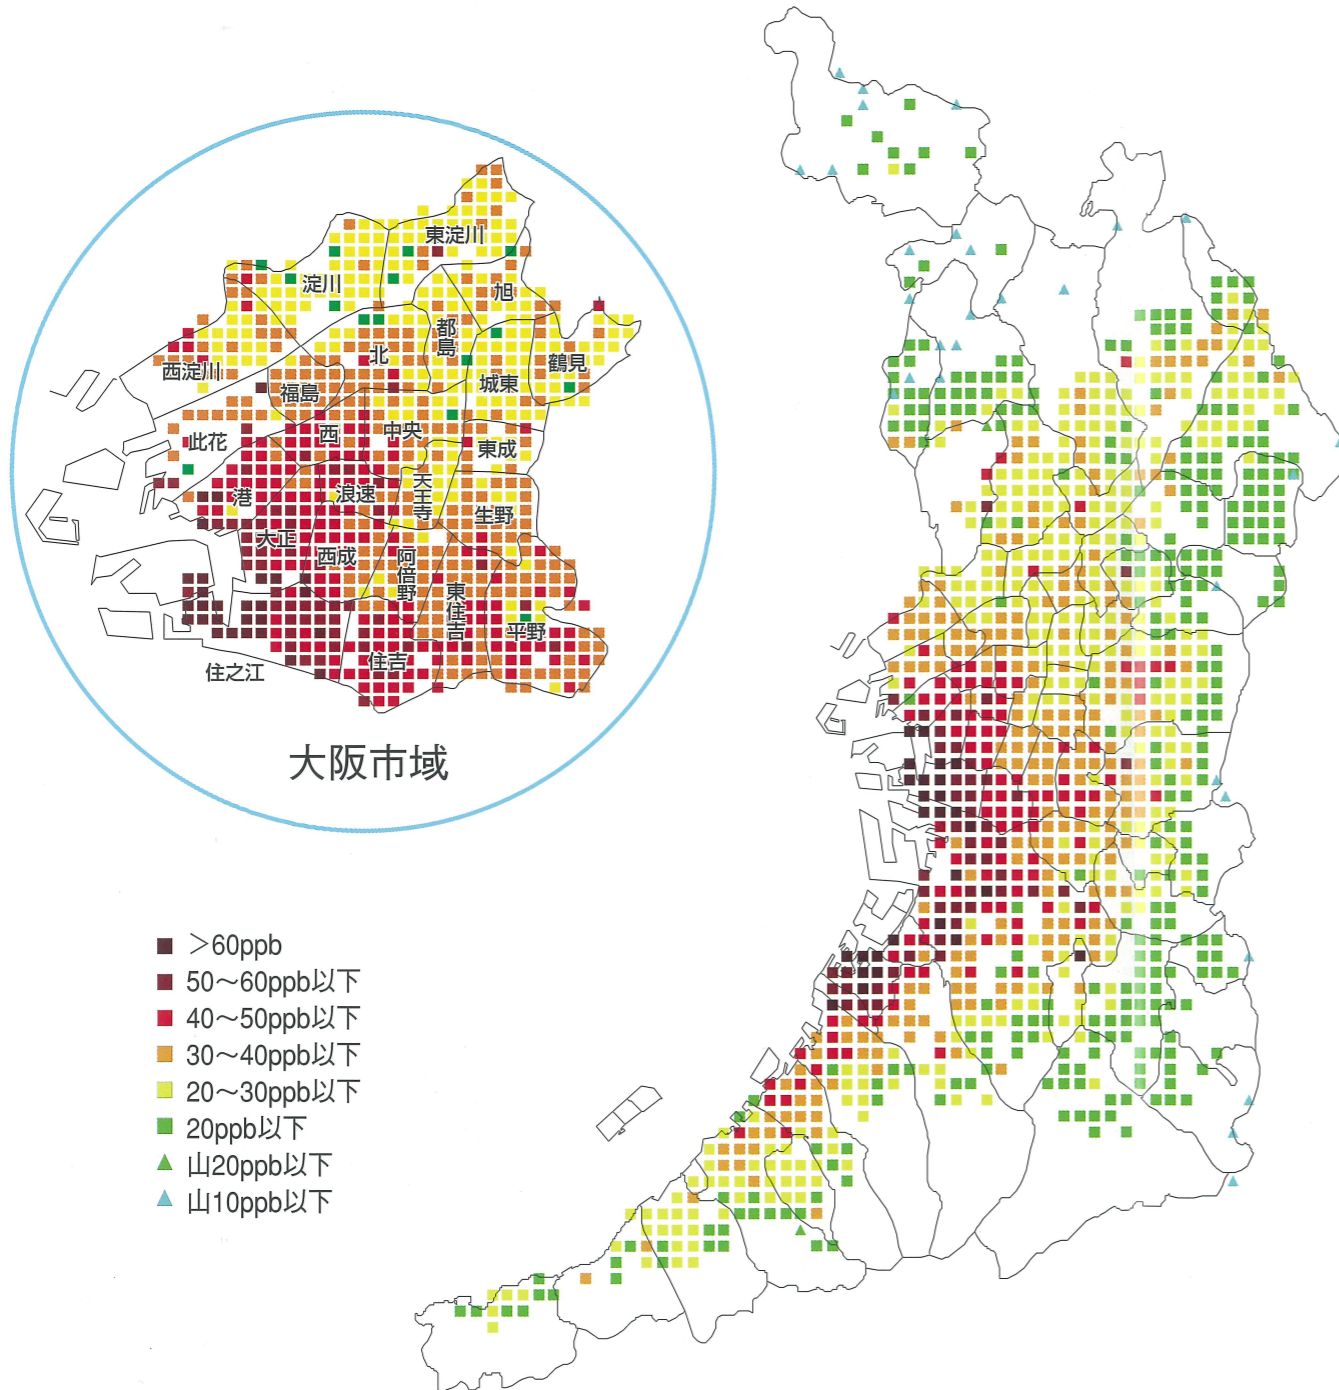 東淀川
淀川
旭
都島
北
鶴見
西淀川
城東
福島
西
中央
此花
東成
天王寺
浪速
港
生野
大正
西成
阿倍野
東住吉
平野
住之江
住吉
大阪市域
＞60ppb
50～60ppb以下
40～50ppb以下
30～40ppb以下
20～30ppb以下
20ppb以下
山20ppb以下
山10ppb以下